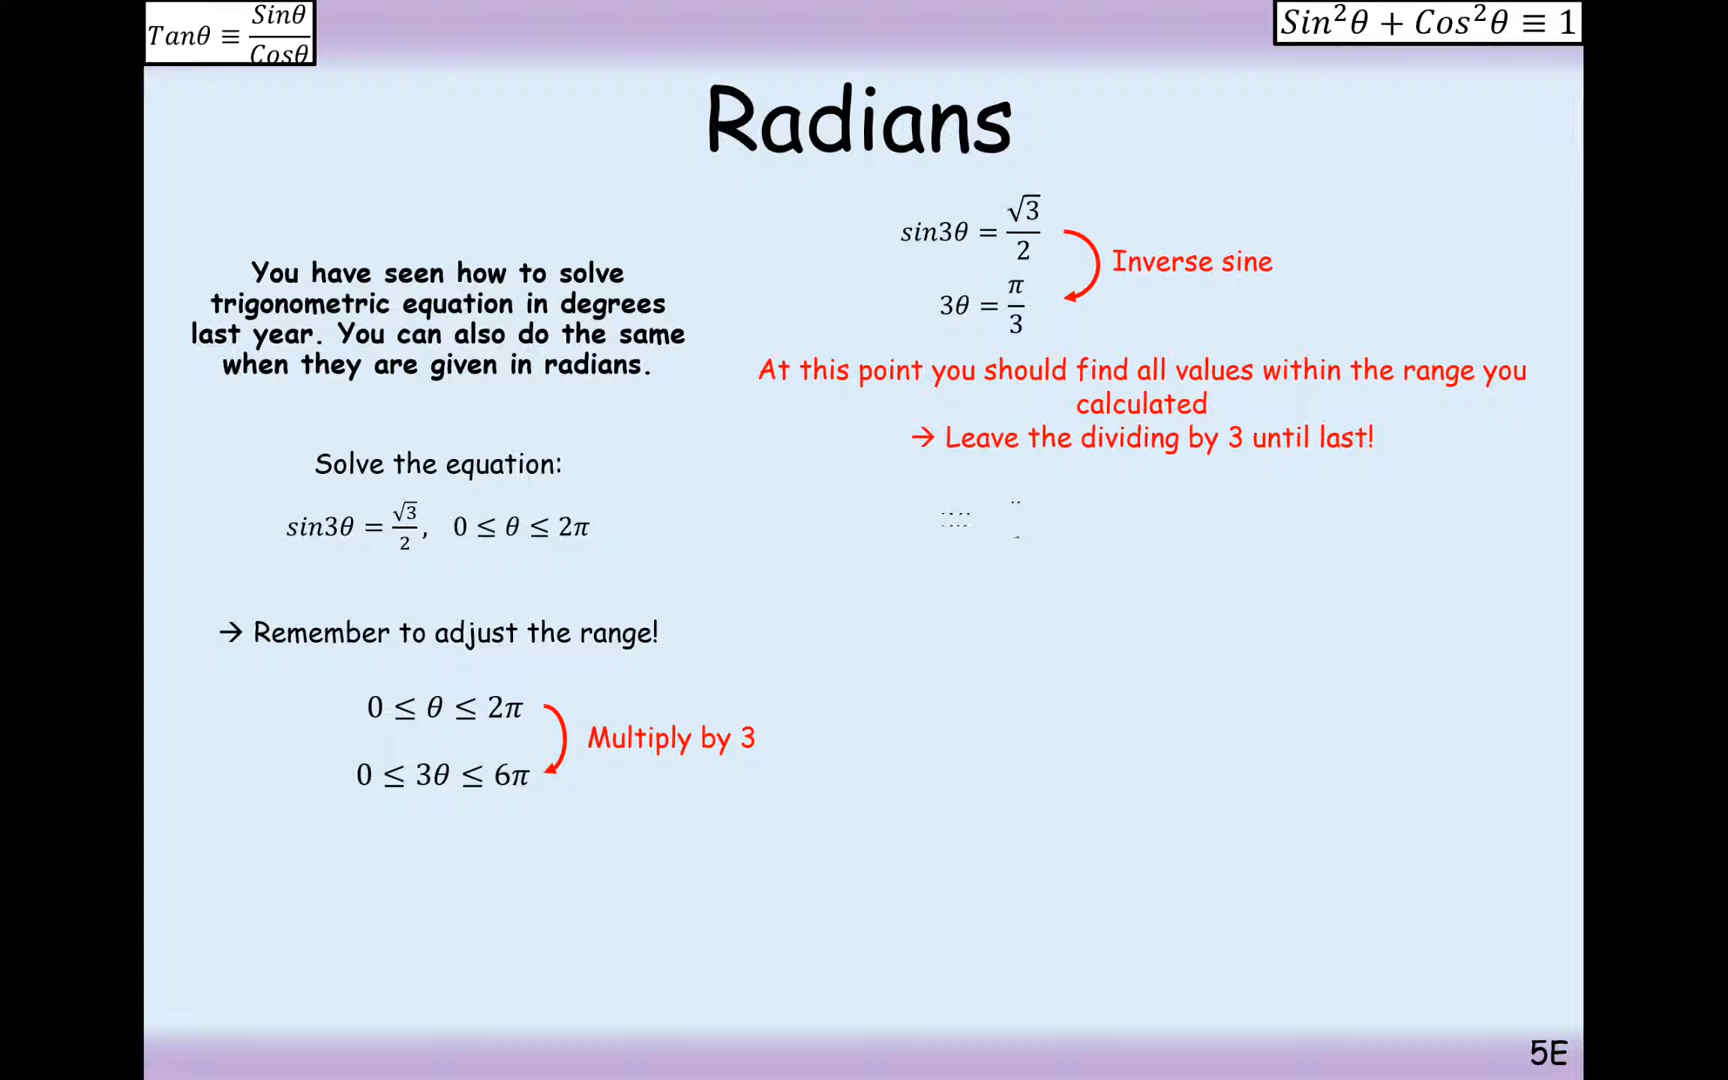 Tanθ ≡ Sinθ/Cosθ
Sin²θ + Cos²θ ≡ 1
Radians
You have seen how to solve
trigonometric equation in degrees
last year. You can also do the same
when they are given in radians.
Solve the equation:
sin3θ = √3/2, 0 ≤ θ ≤ 2π
→ Remember to adjust the range!
0 ≤ θ ≤ 2π
Multiply by 3
0 ≤ 3θ ≤ 6π
sin3θ = √3/2
Inverse sine
3θ = π/3
At this point you should find all values within the range you
calculated
→ Leave the dividing by 3 until last!
5E